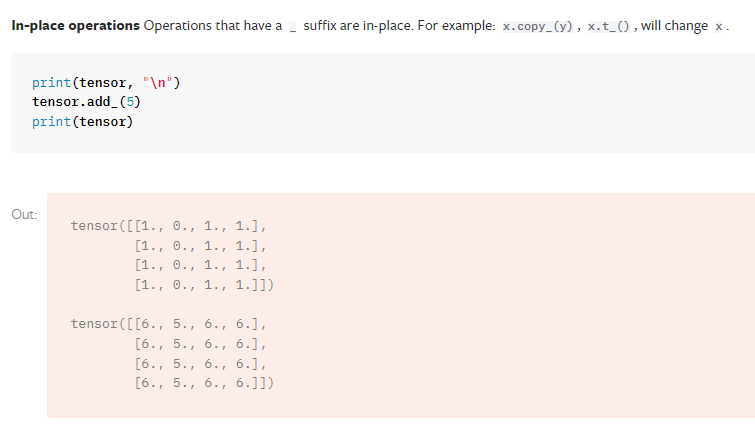 In-place operations Operations that have a _ suffix are in-place. For example: x.copy_(y), x.t_(), will change x.
print(tensor, "\n")
tensor.add_(5)
print(tensor)
Out:
tensor([[1., 0., 1., 1.],
        [1., 0., 1., 1.],
        [1., 0., 1., 1.],
        [1., 0., 1., 1.]])
tensor([[6., 5., 6., 6.],
        [6., 5., 6., 6.],
        [6., 5., 6., 6.],
        [6., 5., 6., 6.]])